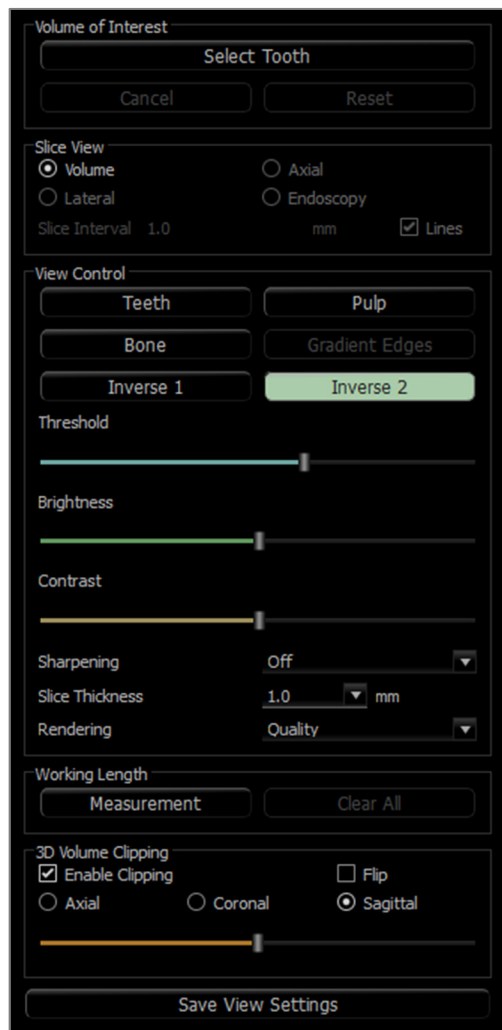 Volume of Interest
Select Tooth
Cancel Reset
Slice View
Volume Axial
Lateral Endoscopy
Slice Interval 1.0 mm Lines
View Control
Teeth Pulp
Bone Gradient Edges
Inverse 1 Inverse 2
Threshold
Brightness
Contrast
Sharpening Off
Slice Thickness 1.0 mm
Rendering Quality
Working Length
Measurement Clear All
3D Volume Clipping
Enable Clipping Flip
Axial Coronal Sagittal
Save View Settings